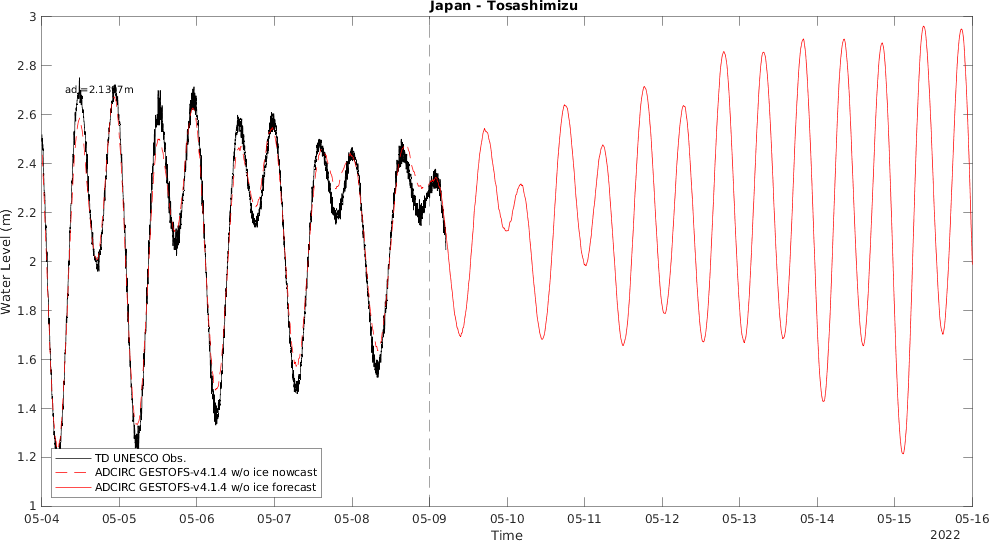 Japan - Tosashimizu
3
2.8
2.6
2.4
2.2
2
1.8
1.6
1.4
1.2
1
Water Level (m)
TD UNESCO Obs.
ADCIRC GESTOFS-v4.1.4 w/o ice nowcast
ADCIRC GESTOFS-v4.1.4 w/o ice forecast
05-04 05-05 05-06 05-07 05-08 05-09 05-10 05-11 05-12 05-13 05-14 05-15 05-16
Time
2022